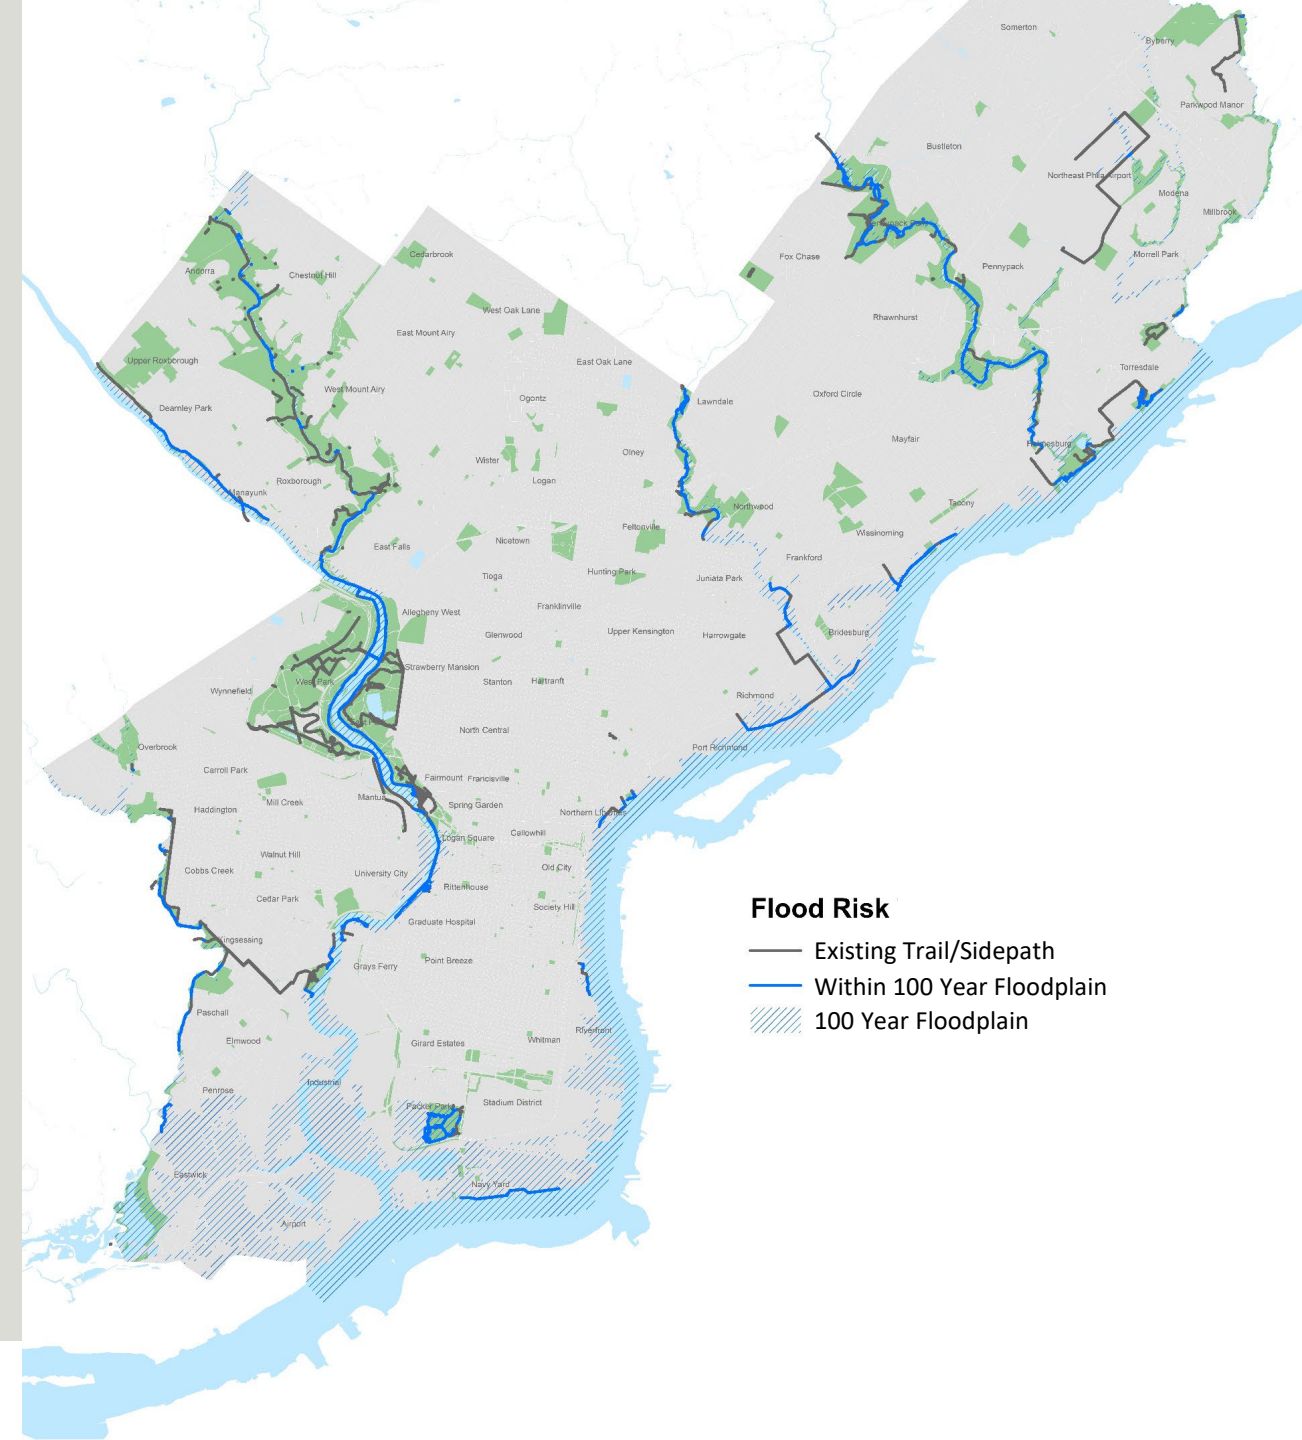 Somerton
Byberry
Parkwood Manor
Bustleton
Northeast Phila Airport
Modena
Millbrook
Pennypack Park
Fox Chase
Pennypack
Morrell Park
Cedarbrook
Andorra
Chestnut Hill
West Oak Lane
Rhawnhurst
East Mount Airy
Upper Roxborough
East Oak Lane
Torresdale
West Mount Airy
Ogontz
Lawndale
Oxford Circle
Dearnley Park
Mayfair
Holmesburg
Olney
Wister
Roxborough
Logan
Manayunk
Northwood
Tacony
Feltonville
Wissinoming
Nicetown
East Falls
Frankford
Tioga
Hunting Park
Juniata Park
Franklinville
Allegheny West
Glenwood
Upper Kensington
Harrowgate
Bridesburg
Strawberry Mansion
West Park
Stanton
Hartranft
Wynnefield
Richmond
North Central
Overbrook
Port Richmond
Carroll Park
Fairmount
Francisville
Mantua
Mill Creek
Haddington
Spring Garden
Northern Liberties
Logan Square
Callowhill
Walnut Hill
Cobbs Creek
University City
Old City
Rittenhouse
Cedar Park
Society Hill
Graduate Hospital
Flood Risk
Kingsessing
Existing Trail/Sidepath
Point Breeze
Grays Ferry
Within 100 Year Floodplain
Paschall
100 Year Floodplain
Riverfront
Elmwood
Girard Estates
Whitman
Industrial
Penrose
Packer Park
Stadium District
Eastwick
Navy Yard
Airport